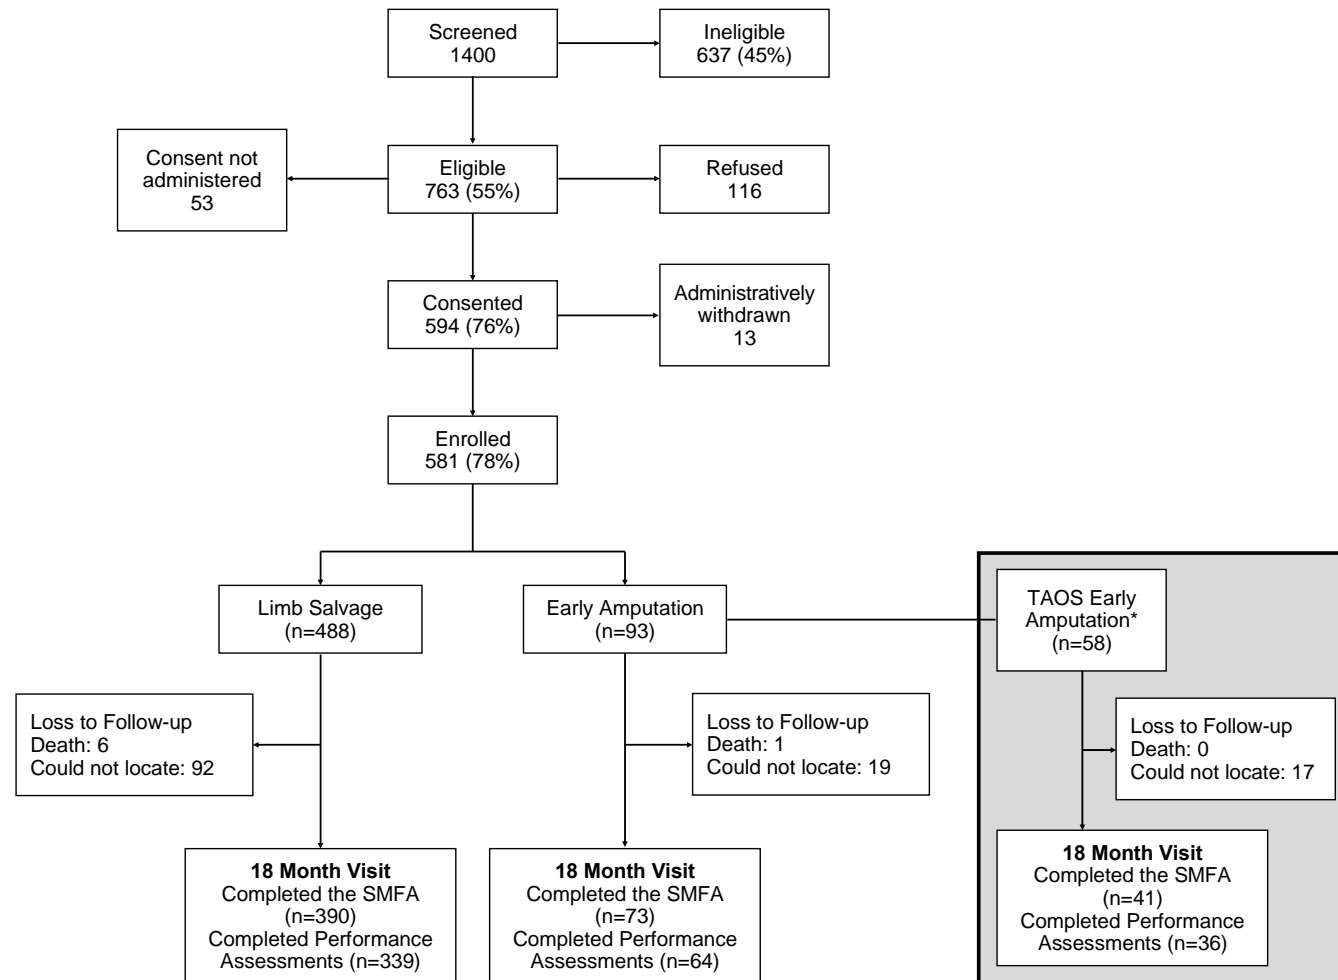 Screened
1400
Ineligible
637 (45%)
Consent not
administered
53
Eligible
763 (55%)
Refused
116
Consented
594 (76%)
Administratively
withdrawn
13
Enrolled
581 (78%)
Limb Salvage
(n=488)
Early Amputation
(n=93)
TAOS Early
Amputation*
(n=58)
Loss to Follow-up
Death: 6
Could not locate: 92
Loss to Follow-up
Death: 1
Could not locate: 19
Loss to Follow-up
Death: 0
Could not locate: 17
18 Month Visit
Completed the SMFA
(n=390)
Completed Performance
Assessments (n=339)
18 Month Visit
Completed the SMFA
(n=73)
Completed Performance
Assessments (n=64)
18 Month Visit
Completed the SMFA
(n=41)
Completed Performance
Assessments (n=36)